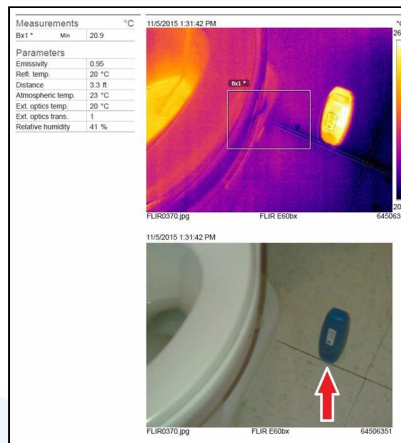 Measurements °C
Bx1 * Min 20.9
Parameters
Emissivity 0.95
Refl. temp. 20 °C
Distance 3.3 ft
Atmospheric temp. 23 °C
Ext. optics temp. 20 °C
Ext. optics trans. 1
Relative humidity 41 %
11/5/2015 1:31:42 PM
Bx1 *
FLIR0370.jpg FLIR E60bx
11/5/2015 1:31:42 PM
FLIR0370.jpg FLIR E60bx 64506351